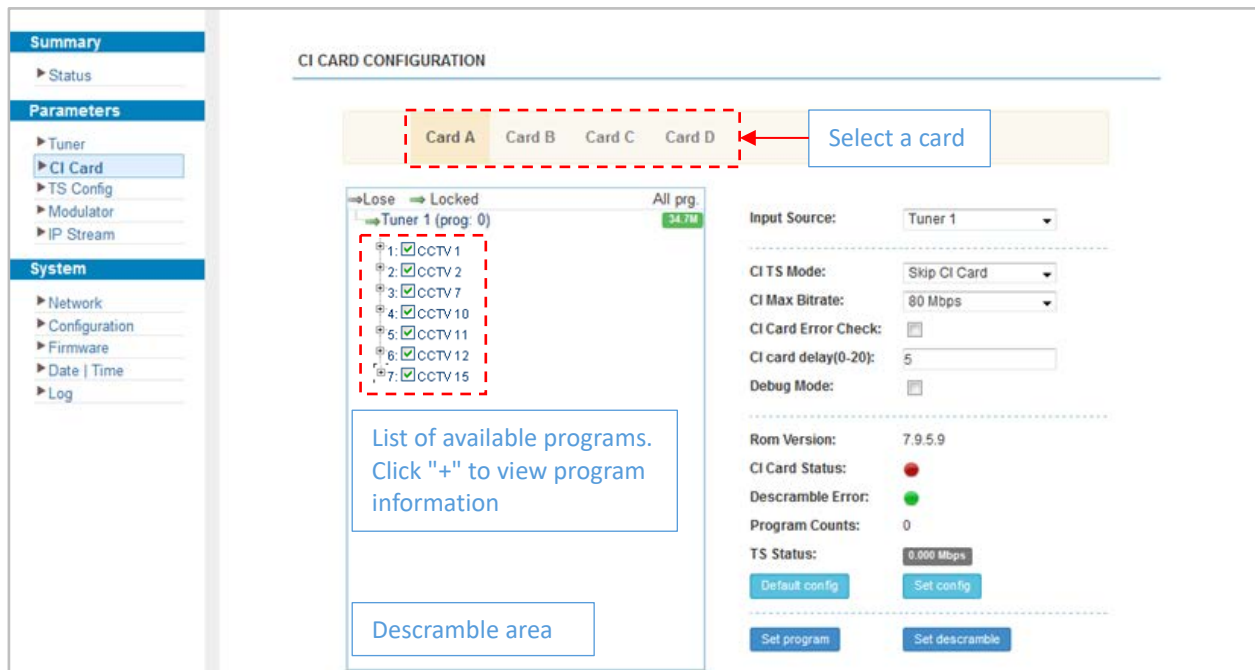 Summary
Status
Parameters
Tuner
CI Card
TS Config
Modulator
IP Stream
System
Network
Configuration
Firmware
Date | Time
Log
CI CARD CONFIGURATION
Card A Card B Card C Card D
Select a card
Lose Locked All prg.
Tuner 1 (prog: 0) 34.7M
1: CCTV 1
2: CCTV 2
3: CCTV 7
4: CCTV 10
5: CCTV 11
6: CCTV 12
7: CCTV 15
List of available programs.
Click "+" to view program
information
Descramble area
Input Source: Tuner 1
CI TS Mode: Skip CI Card
CI Max Bitrate: 80 Mbps
CI Card Error Check:
CI card delay(0-20): 5
Debug Mode:
Rom Version: 7.9.5.9
CI Card Status:
Descramble Error:
Program Counts: 0
TS Status: 0.000 Mbps
Default config Set config
Set program Set descramble